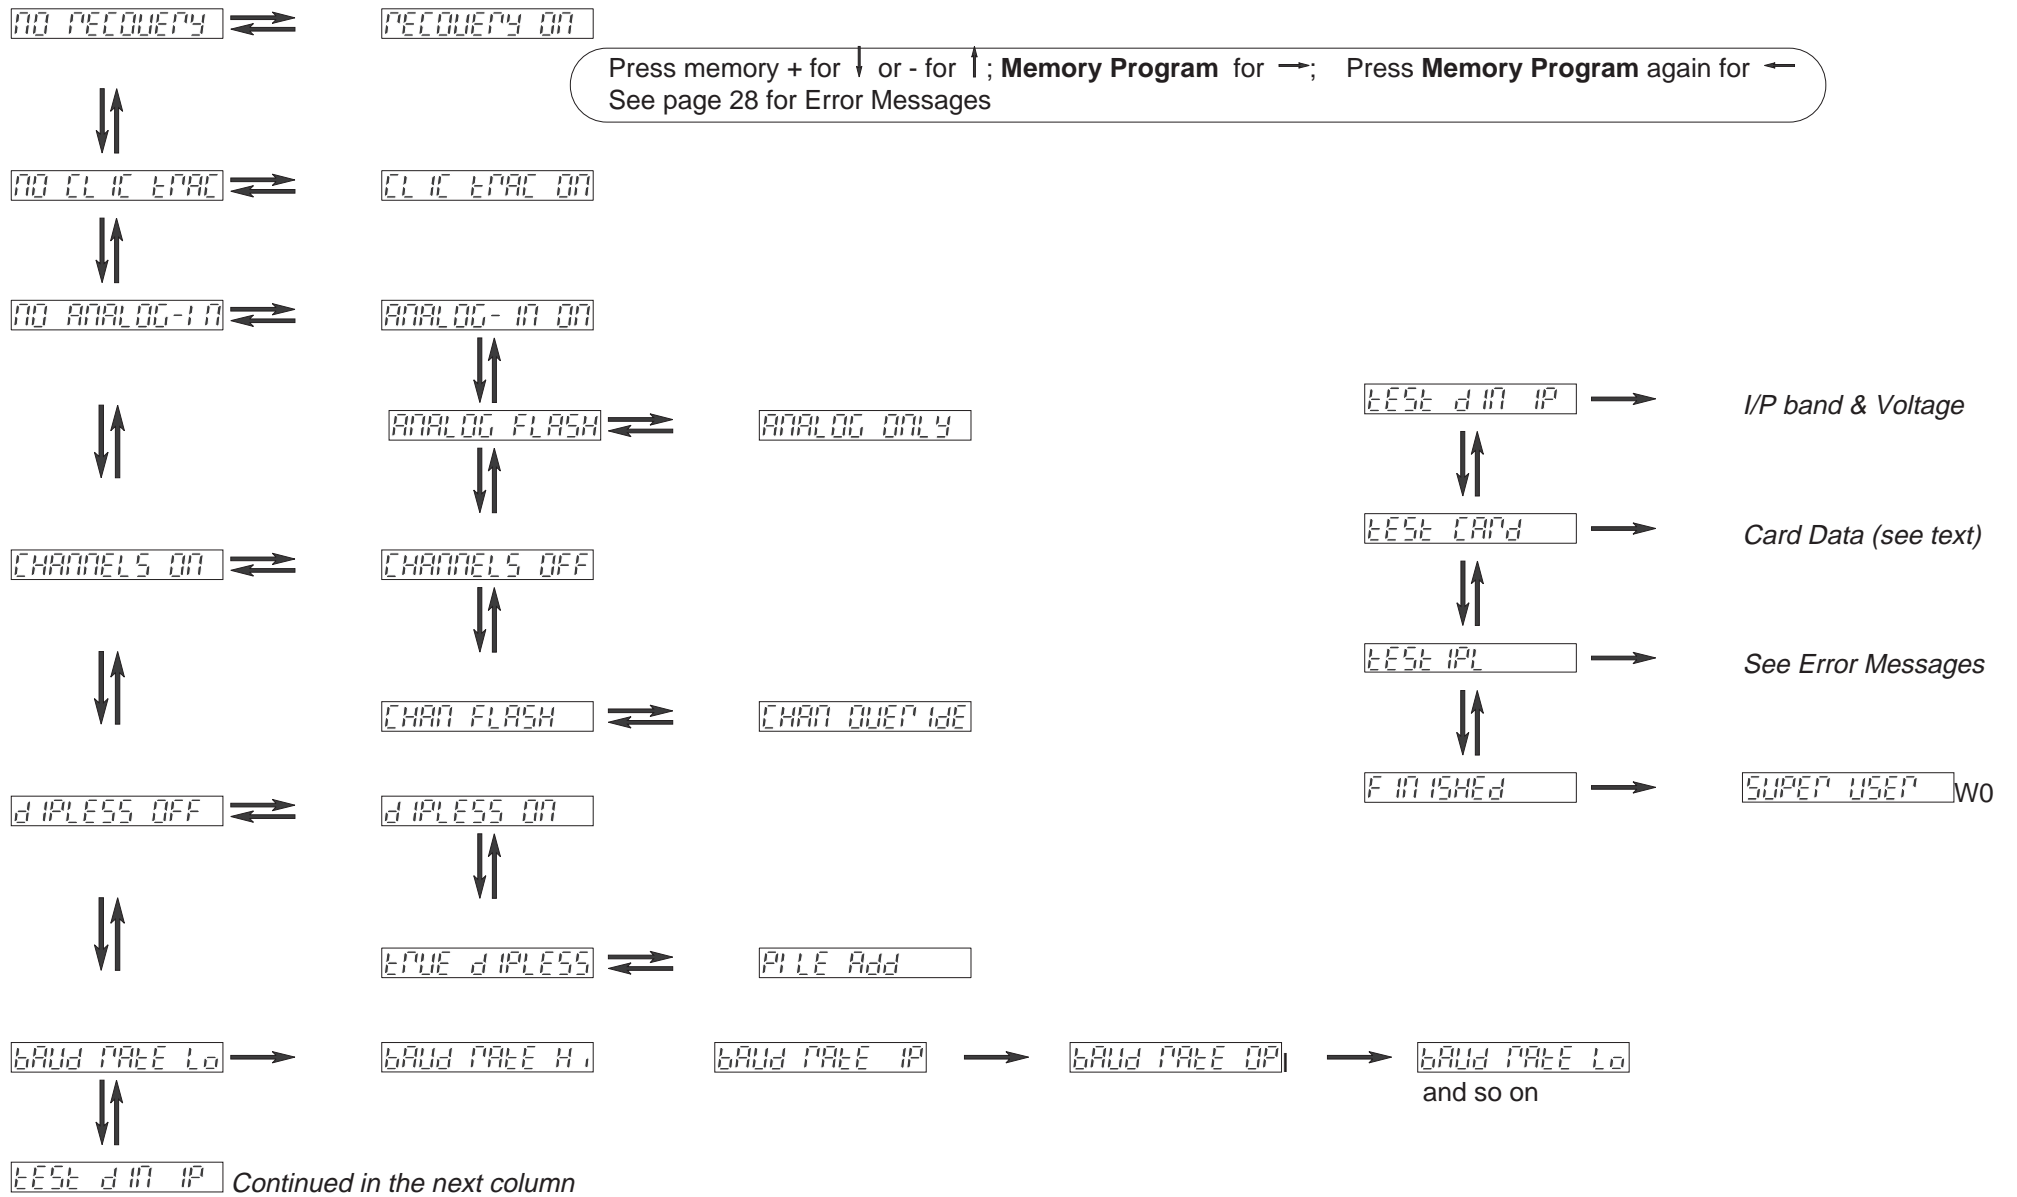 NO rECOVErY
rECOVErY ON
Press memory + for ↓ or - for ↑ ; Memory Program for →; Press Memory Program again for ←
See page 28 for Error Messages
NO CLIC trAC
CLIC trAC ON
NO ANALOG-IN
ANALOG-IN ON
ANALOG FLASH
ANALOG ONLY
tESt dIN IP
I/P band & Voltage
tESt CArd
Card Data (see text)
CHANNELS ON
CHANNELS OFF
tESt IPL
See Error Messages
CHAN FLASH
CHAN OVErIdE
FINISHEd
SUPEr USEr W0
dIPLESS OFF
dIPLESS ON
trUE dIPLESS
PILE Add
bAUd rAtE Lo
bAUd rAtE Hi
bAUd rAtE IP
bAUd rAtE OP
bAUd rAtE Lo
and so on
tESt dIN IP
Continued in the next column